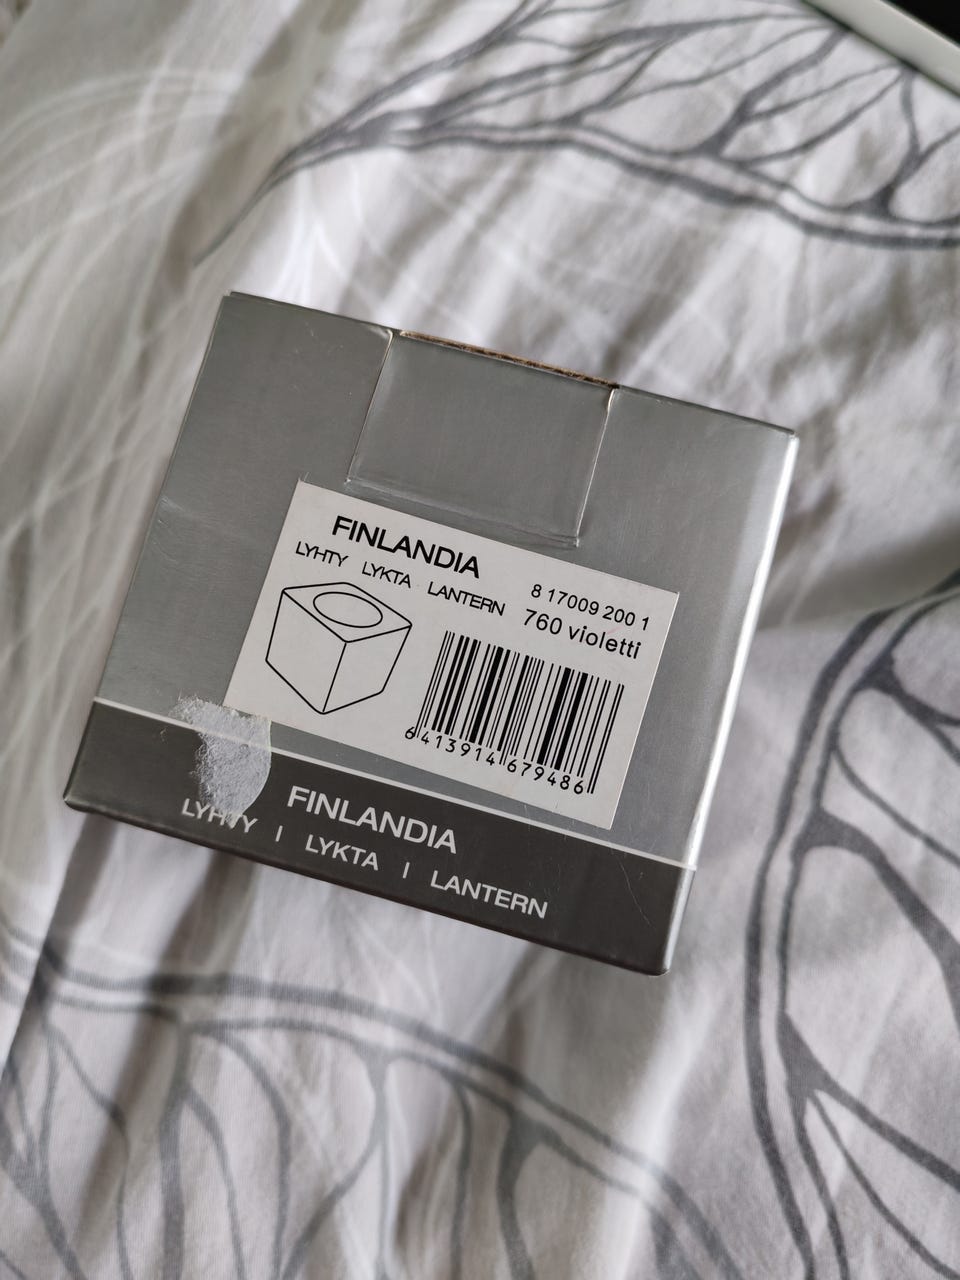 FINLANDIA
LYHTY LYKTA LANTERN
8 17009 200 1
760 violetti
6413914679486
FINLANDIA
LYHTY | LYKTA | LANTERN